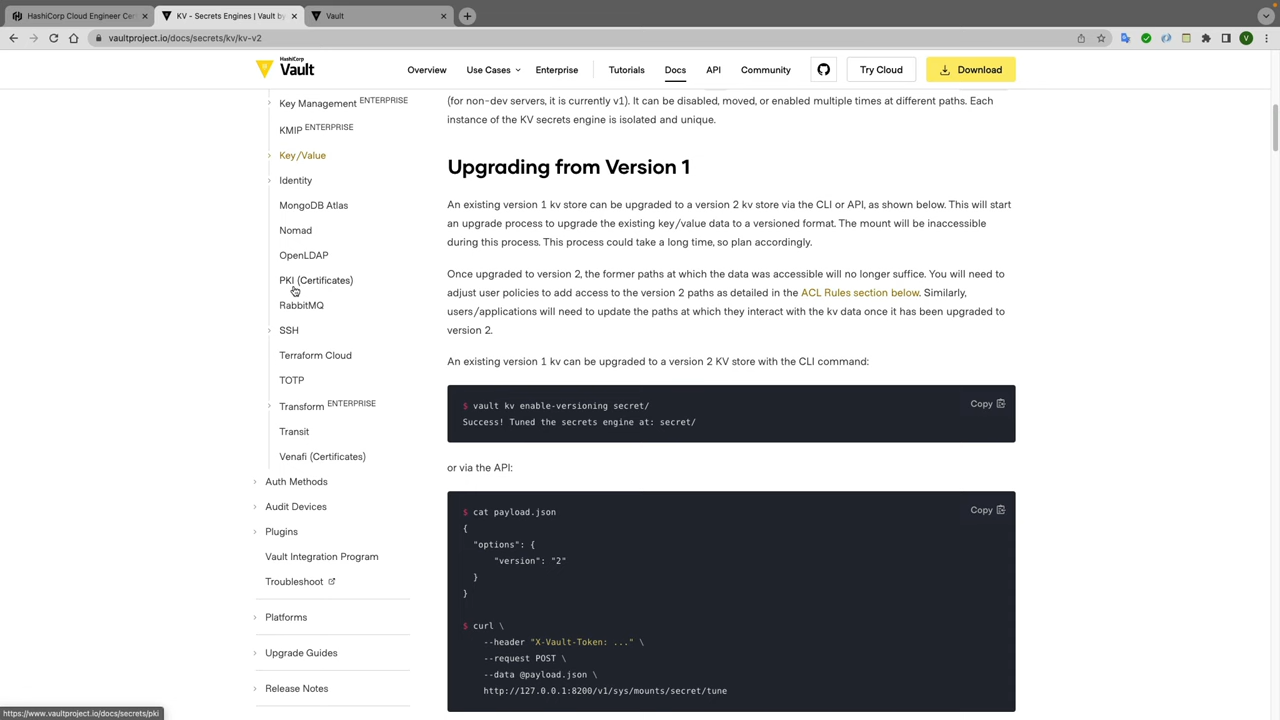 HashiCorp Cloud Engineer Cer
KV - Secrets Engines | Vault by
Vault
vaultproject.io/docs/secrets/kv/kv-v2
V
HashiCorp
Vault
Overview
Use Cases
Enterprise
Tutorials
Docs
API
Community
Try Cloud
Download
Key Management ENTERPRISE
KMIP ENTERPRISE
Key/Value
Identity
MongoDB Atlas
Nomad
OpenLDAP
PKI (Certificates)
RabbitMQ
SSH
Terraform Cloud
TOTP
Transform ENTERPRISE
Transit
Venafi (Certificates)
Auth Methods
Audit Devices
Plugins
Vault Integration Program
Troubleshoot
Platforms
Upgrade Guides
Release Notes
(for non-dev servers, it is currently v1). It can be disabled, moved, or enabled multiple times at different paths. Each
instance of the KV secrets engine is isolated and unique.
Upgrading from Version 1
An existing version 1 kv store can be upgraded to a version 2 kv store via the CLI or API, as shown below. This will start
an upgrade process to upgrade the existing key/value data to a versioned format. The mount will be inaccessible
during this process. This process could take a long time, so plan accordingly.
Once upgraded to version 2, the former paths at which the data was accessible will no longer suffice. You will need to
adjust user policies to add access to the version 2 paths as detailed in the ACL Rules section below. Similarly,
users/applications will need to update the paths at which they interact with the kv data once it has been upgraded to
version 2.
An existing version 1 kv can be upgraded to a version 2 KV store with the CLI command:
$ vault kv enable-versioning secret/
Success! Tuned the secrets engine at: secret/
Copy
or via the API:
$ cat payload.json
{
"options": {
"version": "2"
}
}
$ curl \
--header "X-Vault-Token: ..." \
--request POST \
--data @payload.json \
http://127.0.0.1:8200/v1/sys/mounts/secret/tune
Copy
https://www.vaultproject.io/docs/secrets/pki